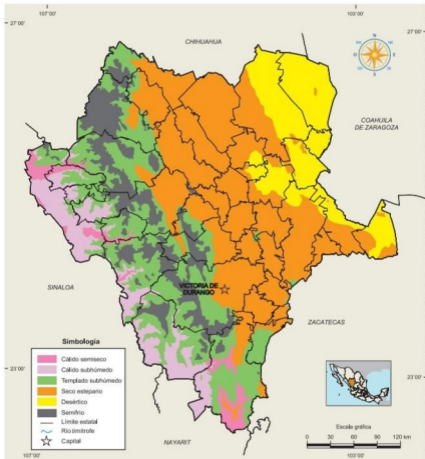 107°00'
103°00'
27°00'
27°00'
CHIHUAHUA
N
COAHUILA
DE ZARAGOZA
VICTORIA DE
DURANGO
SINALOA
ZACATECAS
Simbología
Cálido semiseco
Cálido subhúmedo
Templado subhúmedo
Seco estepario
Desértico
Semifrío
Límite estatal
Río limítrofe
Capital
23°00'
23°00'
Escala gráfica
0 30 60 90 120 km
NAYARIT
107°00'
103°00'